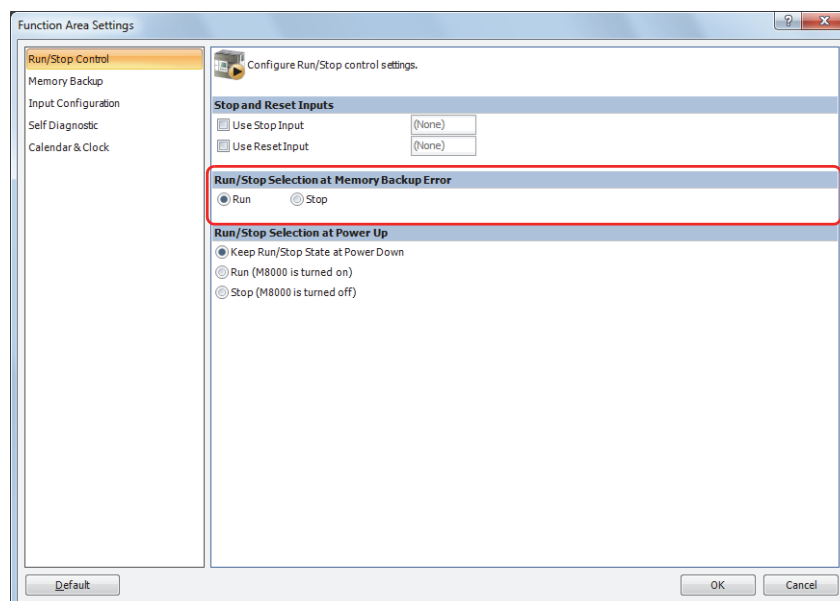 Function Area Settings
Run/Stop Control
Memory Backup
Input Configuration
Self Diagnostic
Calendar & Clock
Configure Run/Stop control settings.
Stop and Reset Inputs
Use Stop Input (None)
Use Reset Input (None)
Run/Stop Selection at Memory Backup Error
Run Stop
Run/Stop Selection at Power Up
Keep Run/Stop State at Power Down
Run (M8000 is turned on)
Stop (M8000 is turned off)
Default OK Cancel